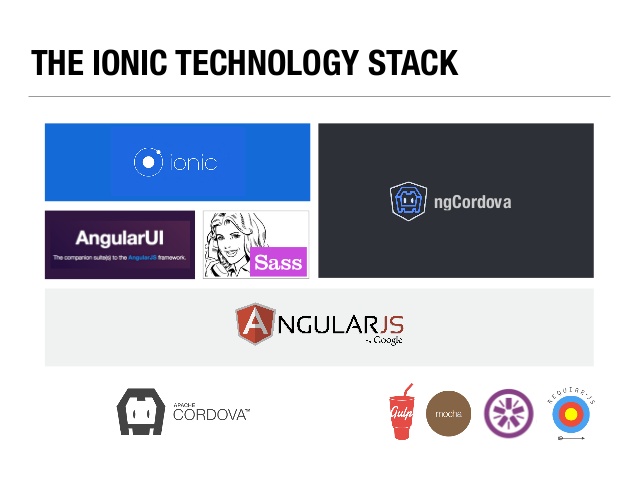 THE IONIC TECHNOLOGY STACK
ionic
ngCordova
AngularUI
The companion suite(s) to the AngularJS framework.
Sass
ANGULARJS
by Google
APACHE
CORDOVA™
Gulp
mocha
REQUIRE-JS